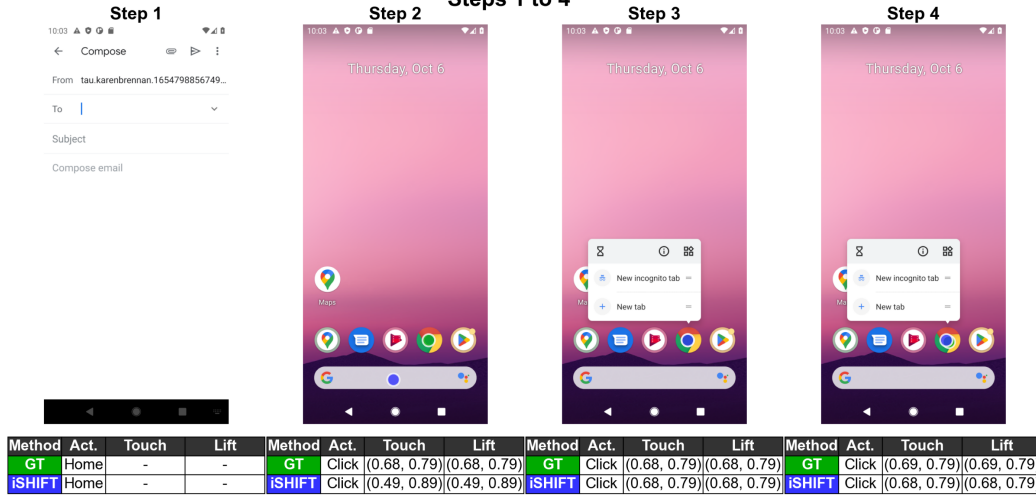 Steps 1 to 4
Step 1
10:03
Compose
From tau.karenbrennan.1654798856749...
To
Subject
Compose email
Step 2
10:03
Thursday, Oct 6
Maps
Step 3
10:03
Thursday, Oct 6
New incognito tab
Ma
New tab
Step 4
10:03
Thursday, Oct 6
New incognito tab
Ma
New tab
Method Act. Touch Lift
GT Home - -
iSHIFT Home - -
Method Act. Touch Lift
GT Click (0.68, 0.79) (0.68, 0.79)
iSHIFT Click (0.49, 0.89) (0.49, 0.89)
Method Act. Touch Lift
GT Click (0.68, 0.79) (0.68, 0.79)
iSHIFT Click (0.68, 0.79) (0.68, 0.79)
Method Act. Touch Lift
GT Click (0.69, 0.79) (0.69, 0.79
iSHIFT Click (0.68, 0.79) (0.68, 0.79